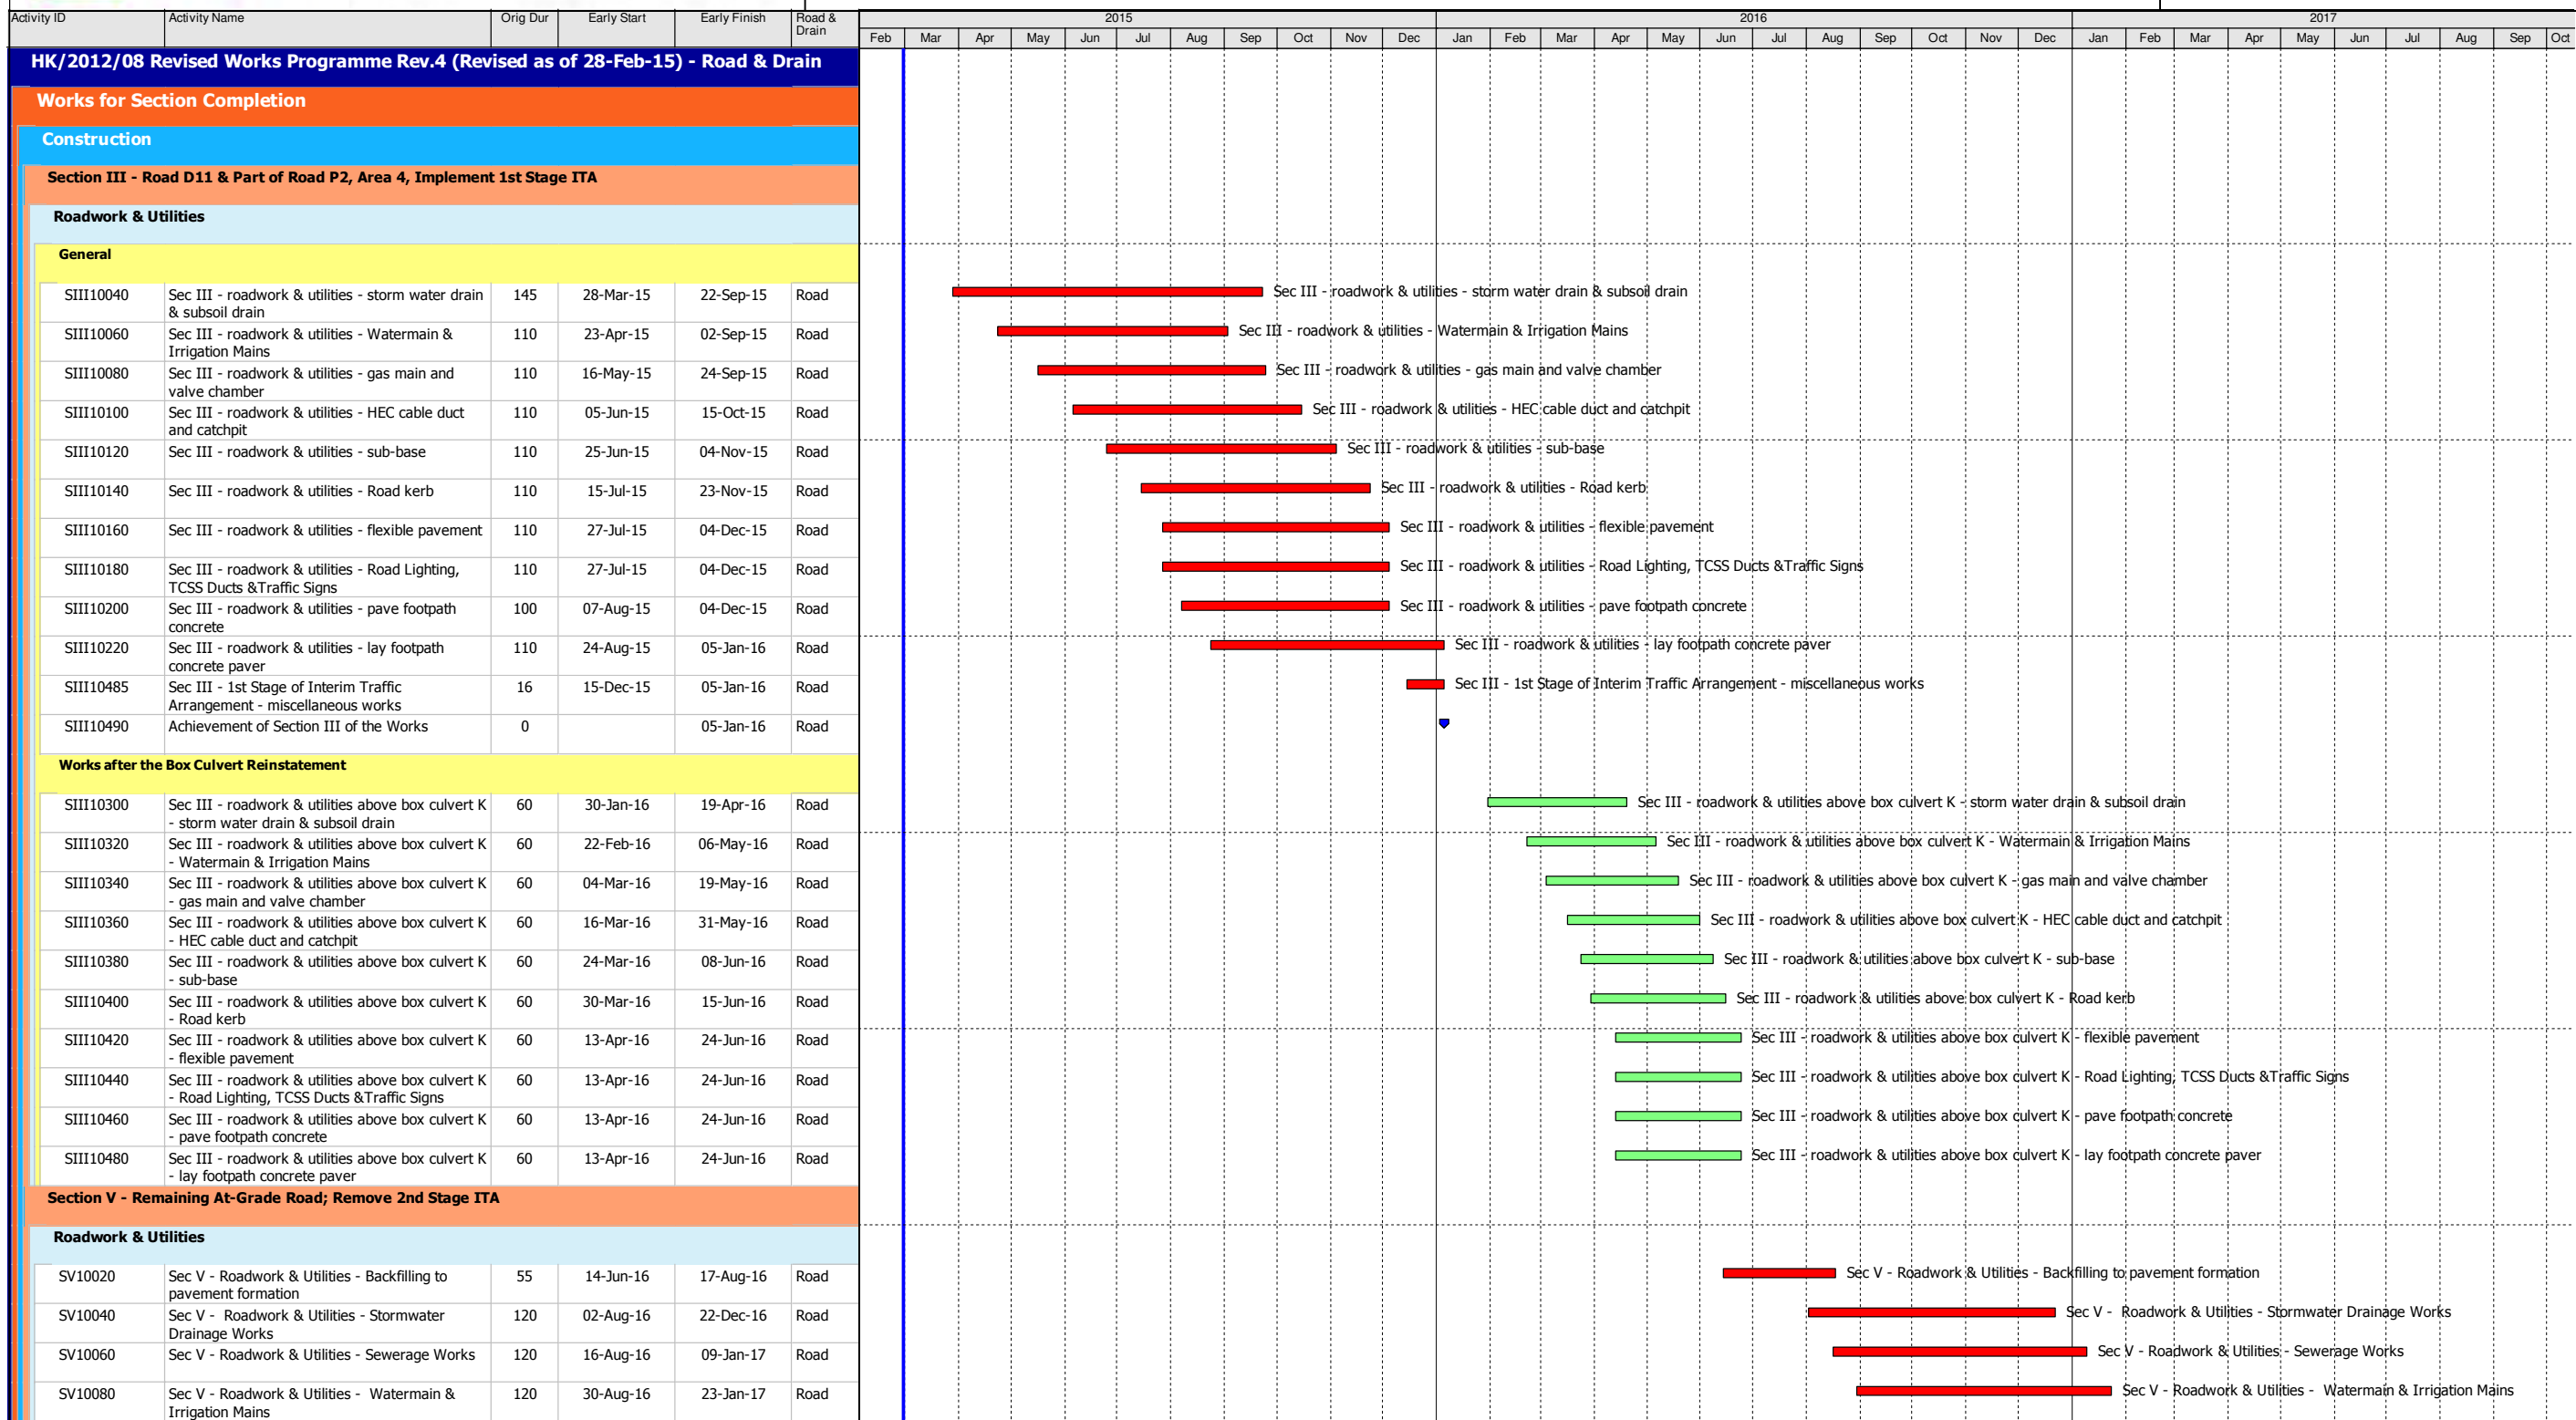 Activity ID Activity Name Orig Dur Early Start Early Finish Road & Drain 2015 2016 2017
Feb Mar Apr May Jun Jul Aug Sep Oct Nov Dec Jan Feb Mar Apr May Jun Jul Aug Sep Oct Nov Dec Jan Feb Mar Apr May Jun Jul Aug Sep Oct
HK/2012/08 Revised Works Programme Rev.4 (Revised as of 28-Feb-15) - Road & Drain
Works for Section Completion
Construction
Section III - Road D11 & Part of Road P2, Area 4, Implement 1st Stage ITA
Roadwork & Utilities
General
SIII10040 Sec III - roadwork & utilities - storm water drain & subsoil drain 145 28-Mar-15 22-Sep-15 Road Sec III - roadwork & utilities - storm water drain & subsoil drain
SIII10060 Sec III - roadwork & utilities - Watermain & Irrigation Mains 110 23-Apr-15 02-Sep-15 Road Sec III - roadwork & utilities - Watermain & Irrigation Mains
SIII10080 Sec III - roadwork & utilities - gas main and valve chamber 110 16-May-15 24-Sep-15 Road Sec III - roadwork & utilities - gas main and valve chamber
SIII10100 Sec III - roadwork & utilities - HEC cable duct and catchpit 110 05-Jun-15 15-Oct-15 Road Sec III - roadwork & utilities - HEC cable duct and catchpit
SIII10120 Sec III - roadwork & utilities - sub-base 110 25-Jun-15 04-Nov-15 Road Sec III - roadwork & utilities - sub-base
SIII10140 Sec III - roadwork & utilities - Road kerb 110 15-Jul-15 23-Nov-15 Road Sec III - roadwork & utilities - Road kerb
SIII10160 Sec III - roadwork & utilities - flexible pavement 110 27-Jul-15 04-Dec-15 Road Sec III - roadwork & utilities - flexible pavement
SIII10180 Sec III - roadwork & utilities - Road Lighting, TCSS Ducts &Traffic Signs 110 27-Jul-15 04-Dec-15 Road Sec III - roadwork & utilities - Road Lighting, TCSS Ducts &Traffic Signs
SIII10200 Sec III - roadwork & utilities - pave footpath concrete 100 07-Aug-15 04-Dec-15 Road Sec III - roadwork & utilities - pave footpath concrete
SIII10220 Sec III - roadwork & utilities - lay footpath concrete paver 110 24-Aug-15 05-Jan-16 Road Sec III - roadwork & utilities - lay footpath concrete paver
SIII10485 Sec III - 1st Stage of Interim Traffic Arrangement - miscellaneous works 16 15-Dec-15 05-Jan-16 Road Sec III - 1st Stage of Interim Traffic Arrangement - miscellaneous works
SIII10490 Achievement of Section III of the Works 0 05-Jan-16 Road
Works after the Box Culvert Reinstatement
SIII10300 Sec III - roadwork & utilities above box culvert K - storm water drain & subsoil drain 60 30-Jan-16 19-Apr-16 Road Sec III - roadwork & utilities above box culvert K - storm water drain & subsoil drain
SIII10320 Sec III - roadwork & utilities above box culvert K - Watermain & Irrigation Mains 60 22-Feb-16 06-May-16 Road Sec III - roadwork & utilities above box culvert K - Watermain & Irrigation Mains
SIII10340 Sec III - roadwork & utilities above box culvert K - gas main and valve chamber 60 04-Mar-16 19-May-16 Road Sec III - roadwork & utilities above box culvert K - gas main and valve chamber
SIII10360 Sec III - roadwork & utilities above box culvert K - HEC cable duct and catchpit 60 16-Mar-16 31-May-16 Road Sec III - roadwork & utilities above box culvert K - HEC cable duct and catchpit
SIII10380 Sec III - roadwork & utilities above box culvert K - sub-base 60 24-Mar-16 08-Jun-16 Road Sec III - roadwork & utilities above box culvert K - sub-base
SIII10400 Sec III - roadwork & utilities above box culvert K - Road kerb 60 30-Mar-16 15-Jun-16 Road Sec III - roadwork & utilities above box culvert K - Road kerb
SIII10420 Sec III - roadwork & utilities above box culvert K - flexible pavement 60 13-Apr-16 24-Jun-16 Road Sec III - roadwork & utilities above box culvert K - flexible pavement
SIII10440 Sec III - roadwork & utilities above box culvert K - Road Lighting, TCSS Ducts &Traffic Signs 60 13-Apr-16 24-Jun-16 Road Sec III - roadwork & utilities above box culvert K - Road Lighting, TCSS Ducts &Traffic Signs
SIII10460 Sec III - roadwork & utilities above box culvert K - pave footpath concrete 60 13-Apr-16 24-Jun-16 Road Sec III - roadwork & utilities above box culvert K - pave footpath concrete
SIII10480 Sec III - roadwork & utilities above box culvert K - lay footpath concrete paver 60 13-Apr-16 24-Jun-16 Road Sec III - roadwork & utilities above box culvert K - lay footpath concrete paver
Section V - Remaining At-Grade Road; Remove 2nd Stage ITA
Roadwork & Utilities
SV10020 Sec V - Roadwork & Utilities - Backfilling to pavement formation 55 14-Jun-16 17-Aug-16 Road Sec V - Roadwork & Utilities - Backfilling to pavement formation
SV10040 Sec V - Roadwork & Utilities - Stormwater Drainage Works 120 02-Aug-16 22-Dec-16 Road Sec V - Roadwork & Utilities - Stormwater Drainage Works
SV10060 Sec V - Roadwork & Utilities - Sewerage Works 120 16-Aug-16 09-Jan-17 Road Sec V - Roadwork & Utilities - Sewerage Works
SV10080 Sec V - Roadwork & Utilities - Watermain & Irrigation Mains 120 30-Aug-16 23-Jan-17 Road Sec V - Roadwork & Utilities - Watermain & Irrigation Mains